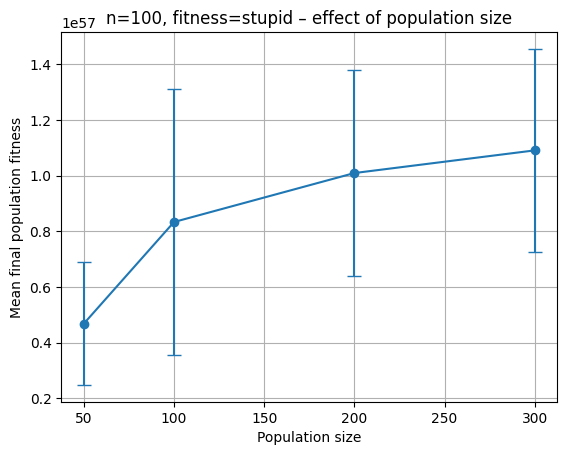 1e57
n=100, fitness=stupid – effect of population size
1.4
1.2
1.0
0.8
0.6
0.4
0.2
Mean final population fitness
50 100 150 200 250 300
Population size